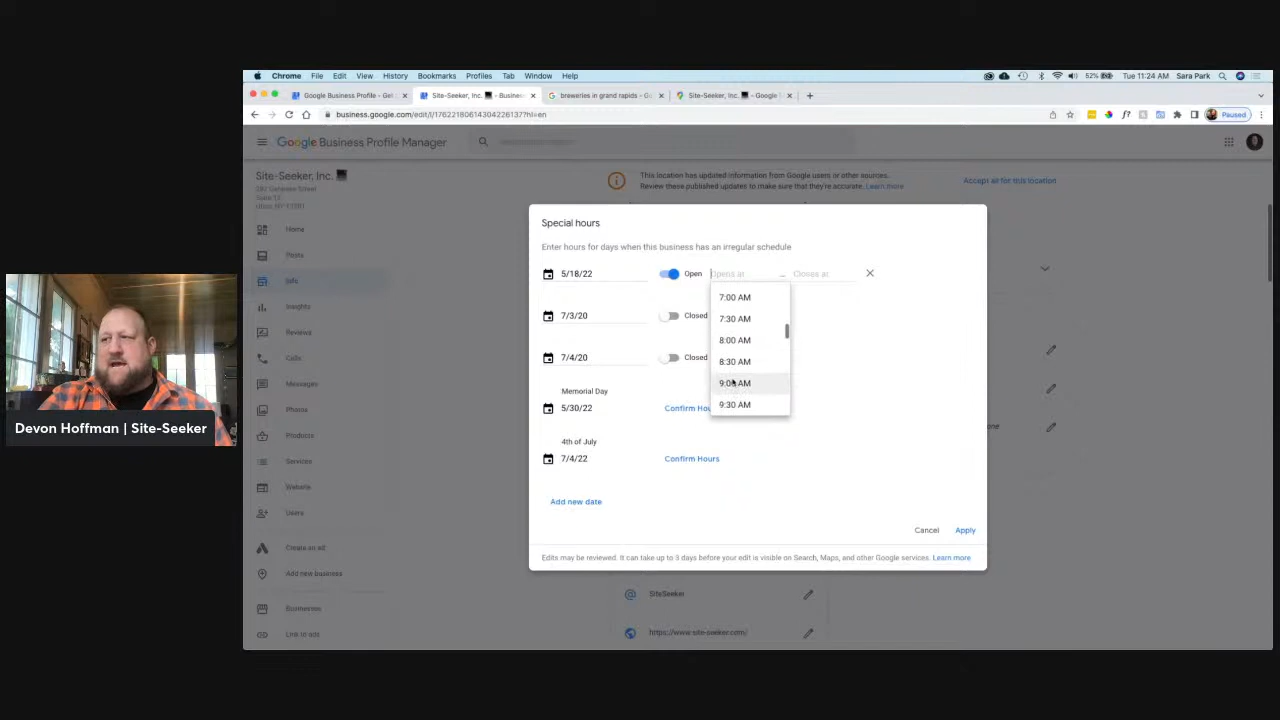 Chrome File Edit View History Bookmarks Profiles Tab Window Help
52% Tue 11:24 AM Sara Park
Google Business Profile - Get
Site-Seeker, Inc. - Busines
breweries in grand rapids - G
Site-Seeker, Inc. - Google
business.google.com/edit/l/17622180614304226137?hl=en
Paused
Google Business Profile Manager
Site-Seeker, Inc.
This location has updated information from Google users or other sources.
Review these published updates to make sure that they're accurate. Learn more
Accept all for this location
Home
Posts
Info
Insights
Reviews
Calls
Messages
Photos
Products
Services
Website
Users
Create an ad
Add new business
Businesses
Link to ads
Special hours
Enter hours for days when this business has an irregular schedule
5/18/22 Open Opens at – Closes at
7:00 AM
7:30 AM
8:00 AM
8:30 AM
9:00 AM
9:30 AM
7/3/20 Closed
7/4/20 Closed
Memorial Day
5/30/22 Confirm Hou
4th of July
7/4/22 Confirm Hours
Add new date
Cancel Apply
Edits may be reviewed. It can take up to 3 days before your edit is visible on Search, Maps, and other Google services. Learn more
SiteSeeker
https://www.site-seeker.com/
Devon Hoffman | Site-Seeker